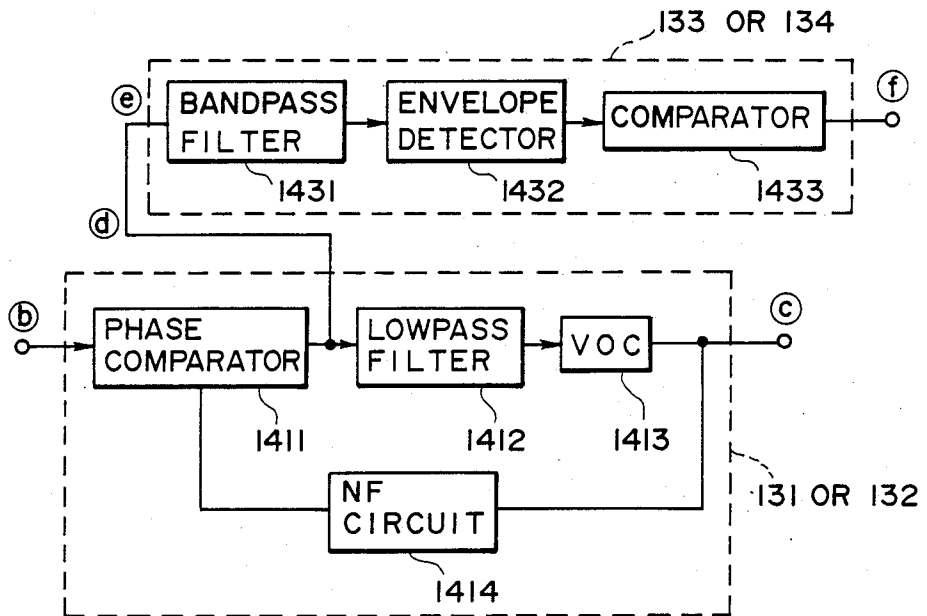 133 OR 134
ⓔ
BANDPASS
FILTER
ENVELOPE
DETECTOR
COMPARATOR
ⓕ
1431
1432
1433
ⓓ
ⓑ
PHASE
COMPARATOR
LOWPASS
FILTER
VOC
ⓒ
1411
1412
1413
NF
CIRCUIT
131 OR 132
1414